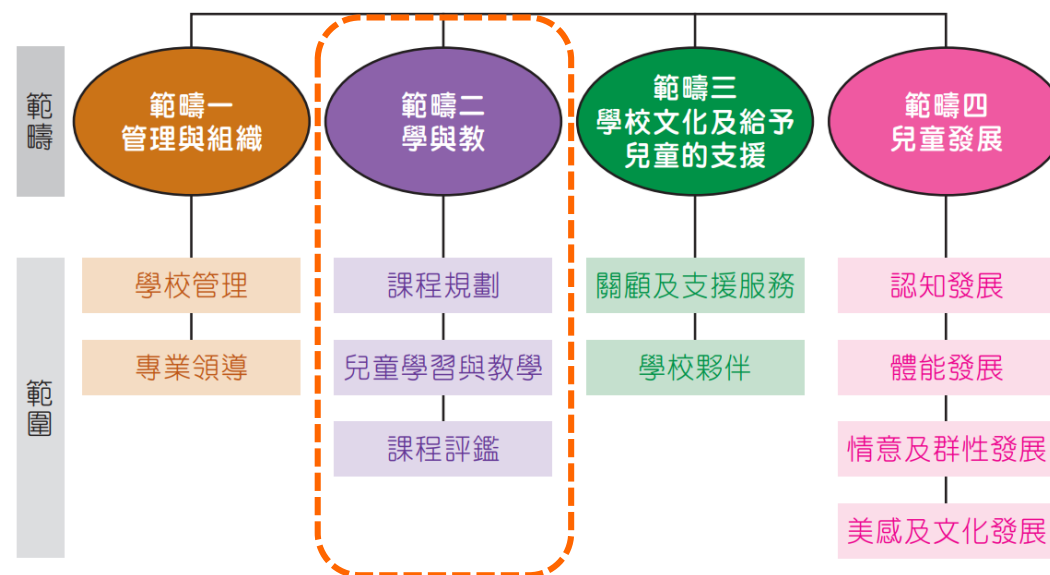 範疇
範疇一
管理與組織
範疇二
學與教
範疇三
學校文化及給予
兒童的支援
範疇四
兒童發展
範圍
學校管理
課程規劃
關顧及支援服務
認知發展
專業領導
兒童學習與教學
學校夥伴
體能發展
課程評鑑
情意及群性發展
美感及文化發展